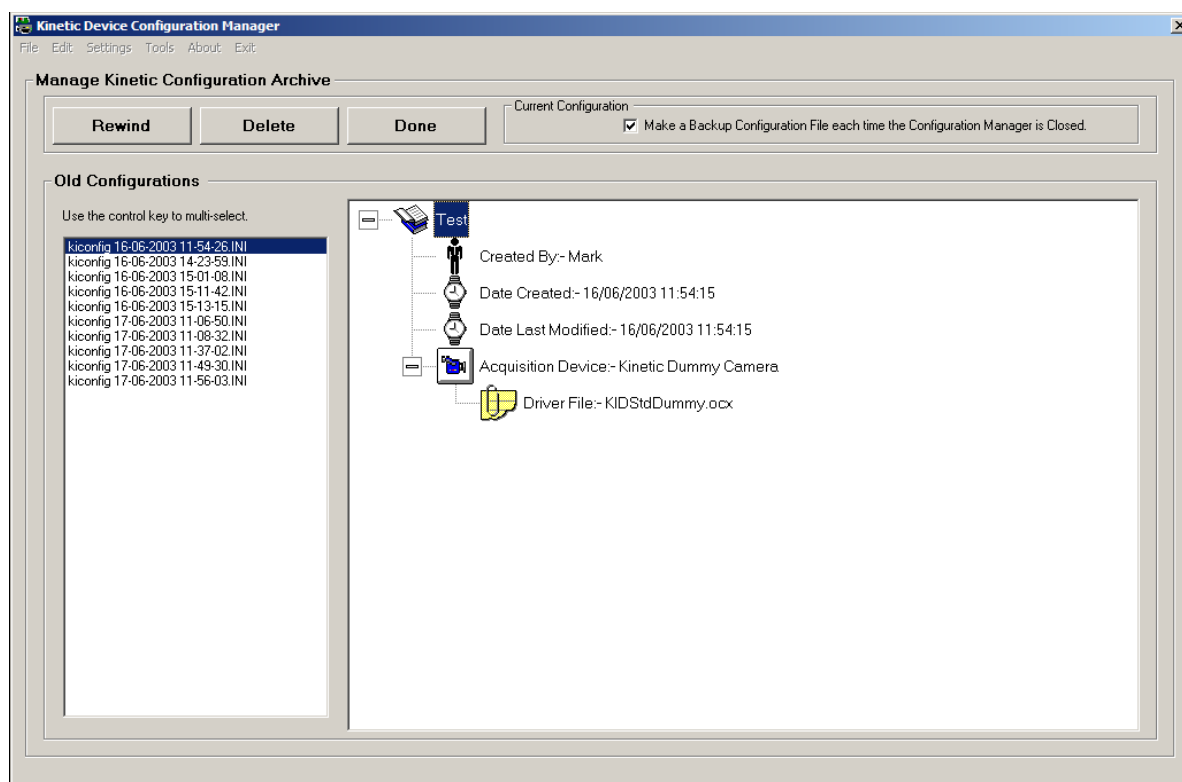 Kinetic Device Configuration Manager
File Edit Settings Tools About Exit
Manage Kinetic Configuration Archive
Rewind Delete Done
Current Configuration
Make a Backup Configuration File each time the Configuration Manager is Closed.
Old Configurations
Use the control key to multi-select.
kiconfig 16-06-2003 11-54-26.INI
kiconfig 16-06-2003 14-23-59.INI
kiconfig 16-06-2003 15-01-08.INI
kiconfig 16-06-2003 15-11-42.INI
kiconfig 16-06-2003 15-13-15.INI
kiconfig 17-06-2003 11-06-50.INI
kiconfig 17-06-2003 11-08-32.INI
kiconfig 17-06-2003 11-37-02.INI
kiconfig 17-06-2003 11-49-30.INI
kiconfig 17-06-2003 11-56-03.INI
Test
Created By:- Mark
Date Created:- 16/06/2003 11:54:15
Date Last Modified:- 16/06/2003 11:54:15
Acquisition Device:- Kinetic Dummy Camera
Driver File:- KIDStdDummy.ocx